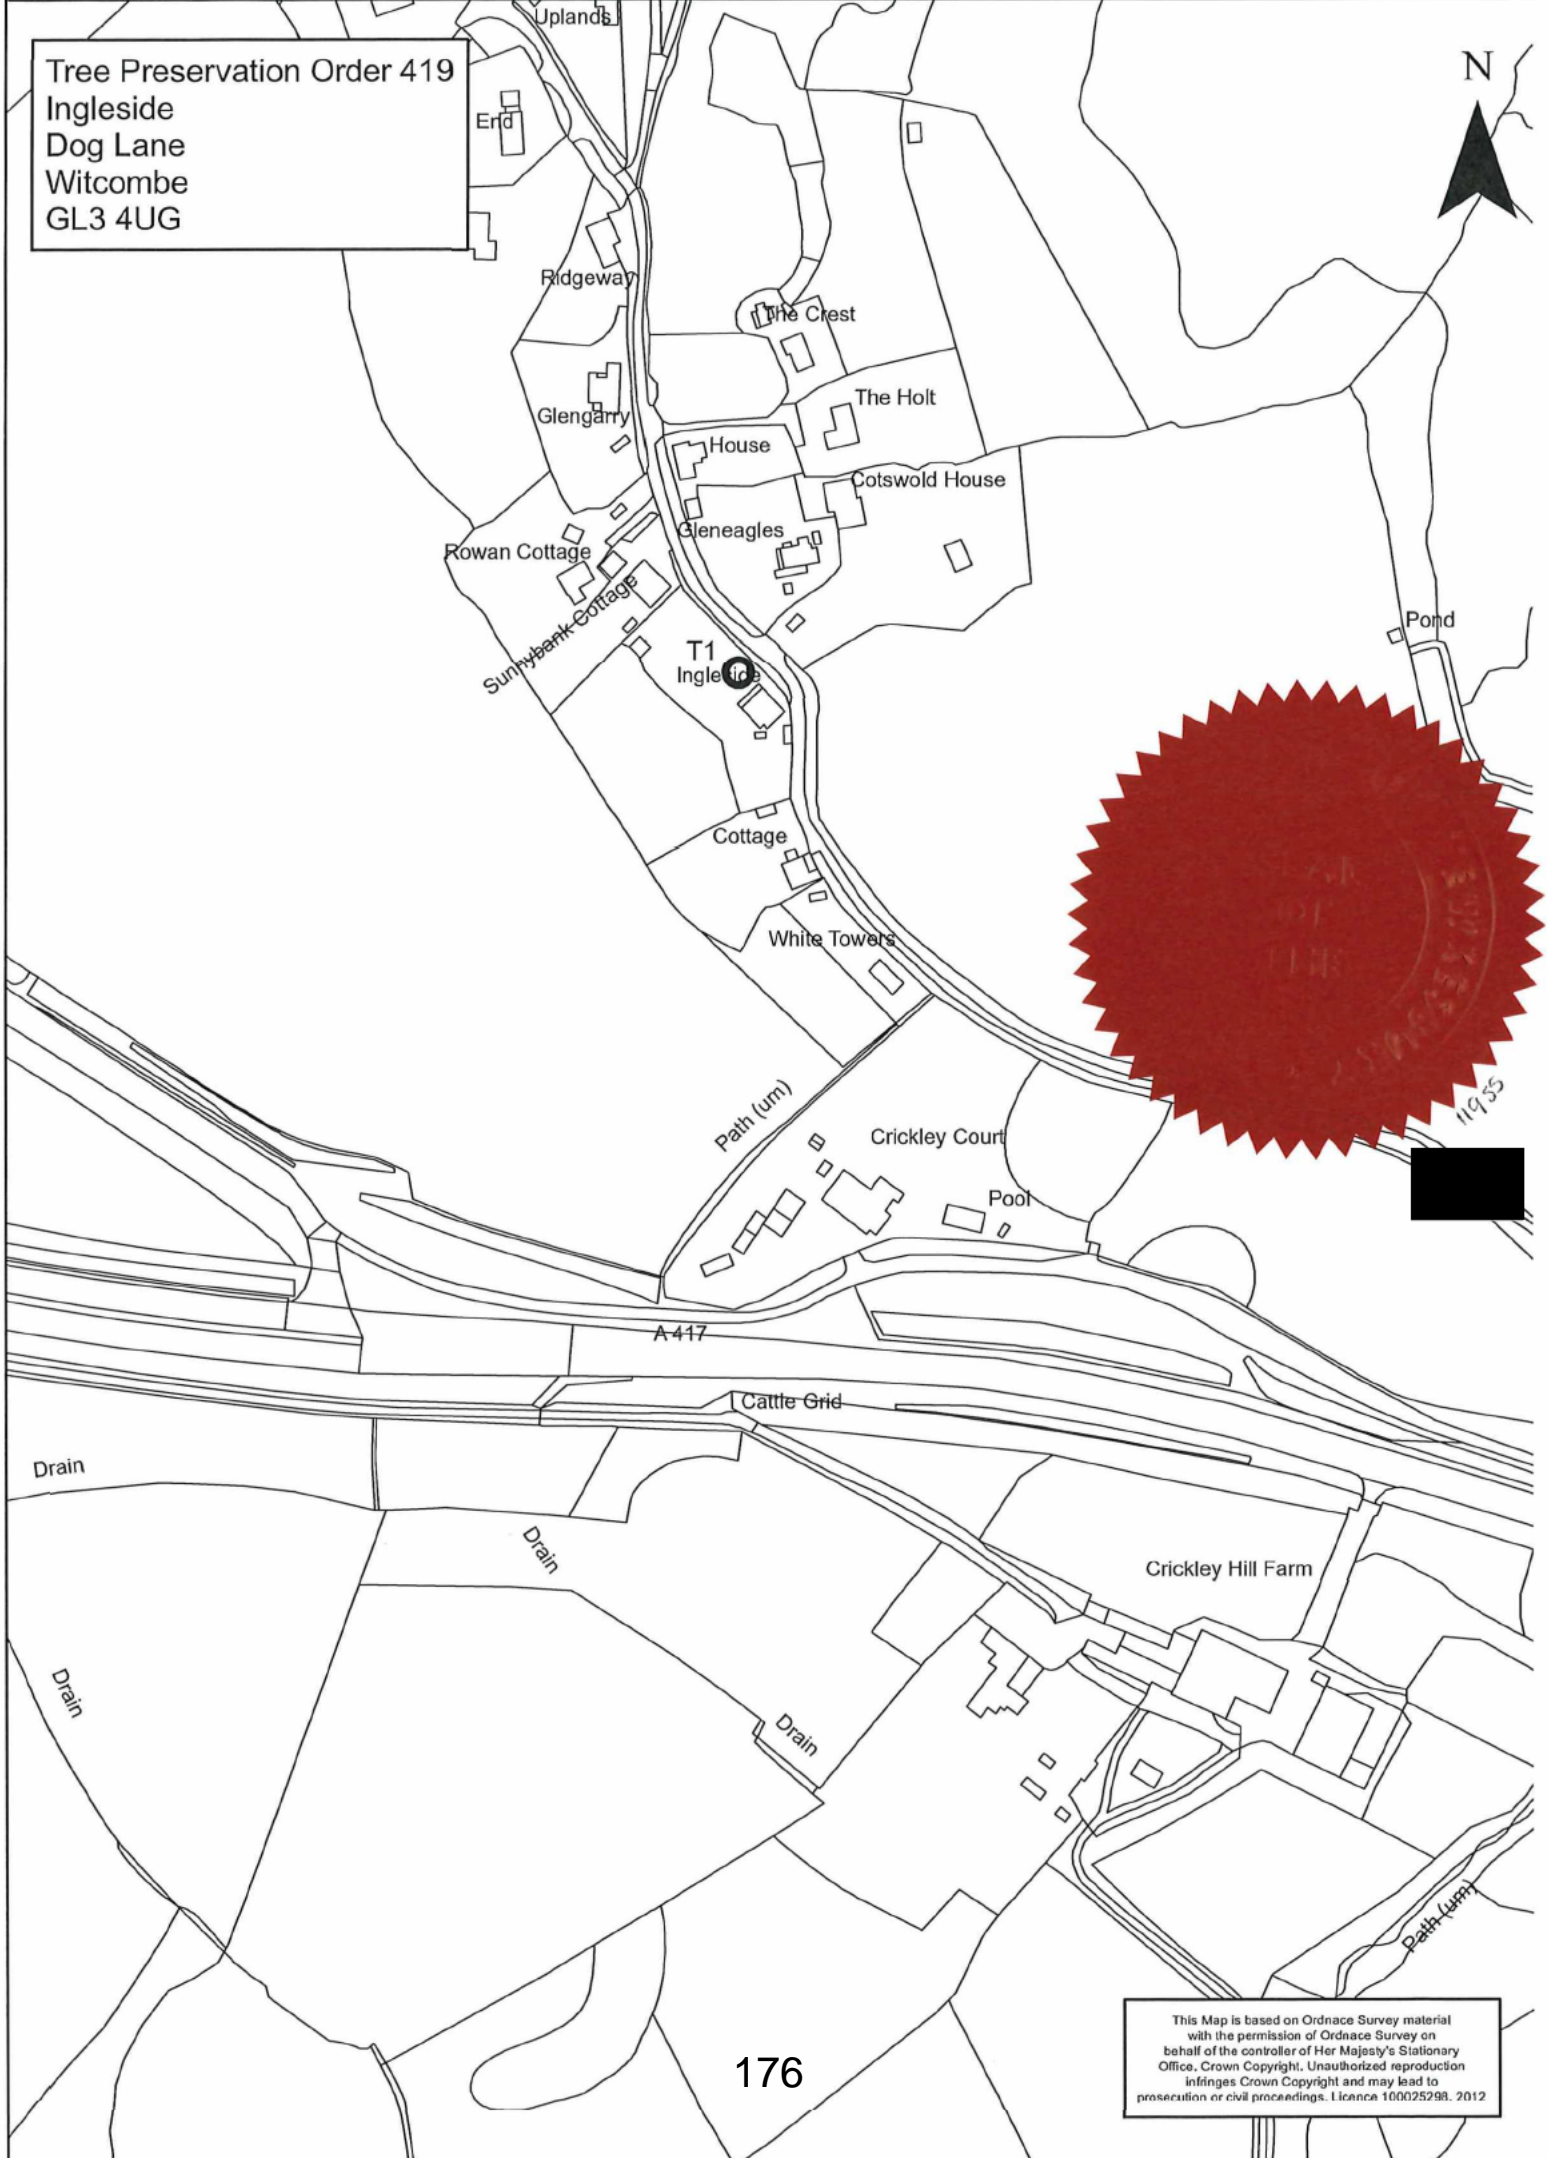 Tree Preservation Order 419
Ingleside
Dog Lane
Witcombe
GL3 4UG
Uplands
N
End
Ridgeway
The Crest
The Holt
Glengarry
House
Cotswold House
Gleneagles
Rowan Cottage
Sunnybank Cottage
Pond
T1
Ingleside
Cottage
White Towers
Path (um)
11955
Crickley Court
Pool
A 417
Cattle Grid
Drain
Drain
Crickley Hill Farm
Drain
Drain
Path (um)
This Map is based on Ordnace Survey material
with the permission of Ordnace Survey on
behalf of the controller of Her Majesty's Stationary
Office, Crown Copyright. Unauthorized reproduction
infringes Crown Copyright and may lead to
prosecution or civil proceedings. Licence 100025298. 2012
176